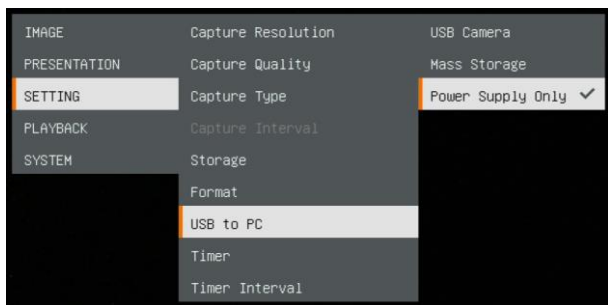 IMAGE
PRESENTATION
SETTING
PLAYBACK
SYSTEM
Capture Resolution
Capture Quality
Capture Type
Capture Interval
Storage
Format
USB to PC
Timer
Timer Interval
USB Camera
Mass Storage
Power Supply Only ✓